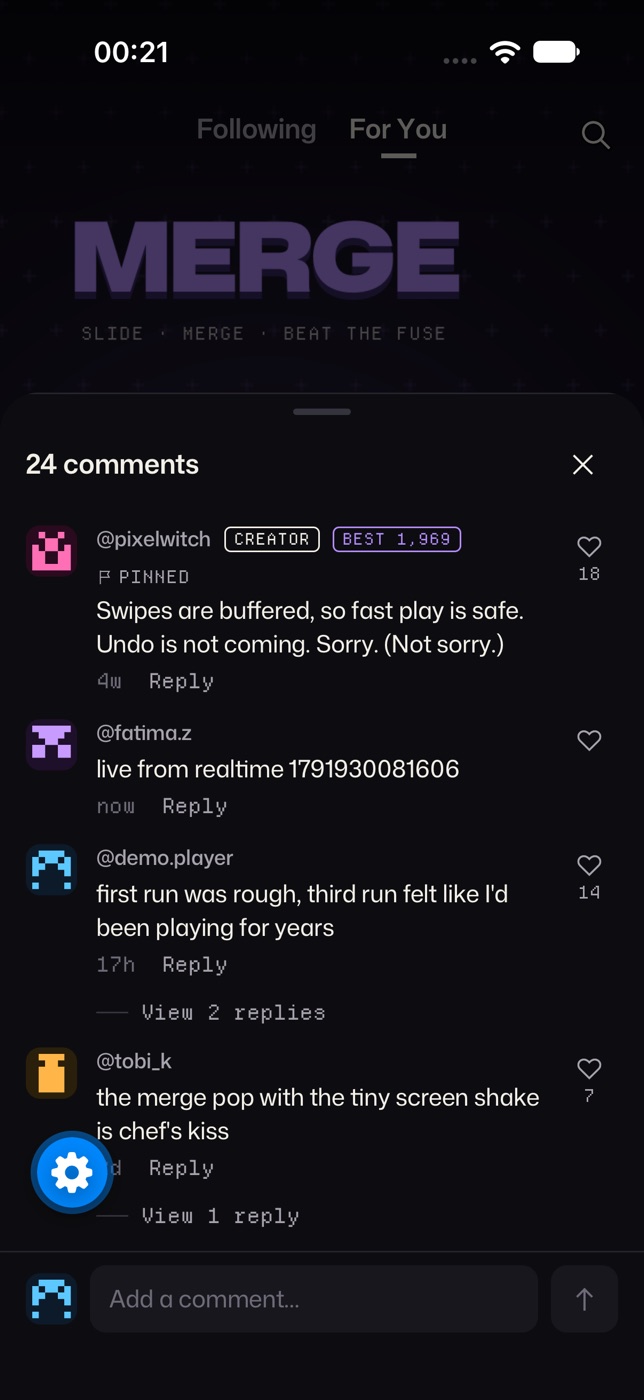 00:21
Following For You
MERGE
SLIDE · MERGE · BEAT THE FUSE
24 comments
@pixelwitch CREATOR BEST 1,969
PINNED
18
Swipes are buffered, so fast play is safe.
Undo is not coming. Sorry. (Not sorry.)
4w Reply
@fatima.z
live from realtime 1791930081606
now Reply
@demo.player
14
first run was rough, third run felt like I'd
been playing for years
17h Reply
View 2 replies
@tobi_k
7
the merge pop with the tiny screen shake
is chef's kiss
d Reply
View 1 reply
Add a comment...